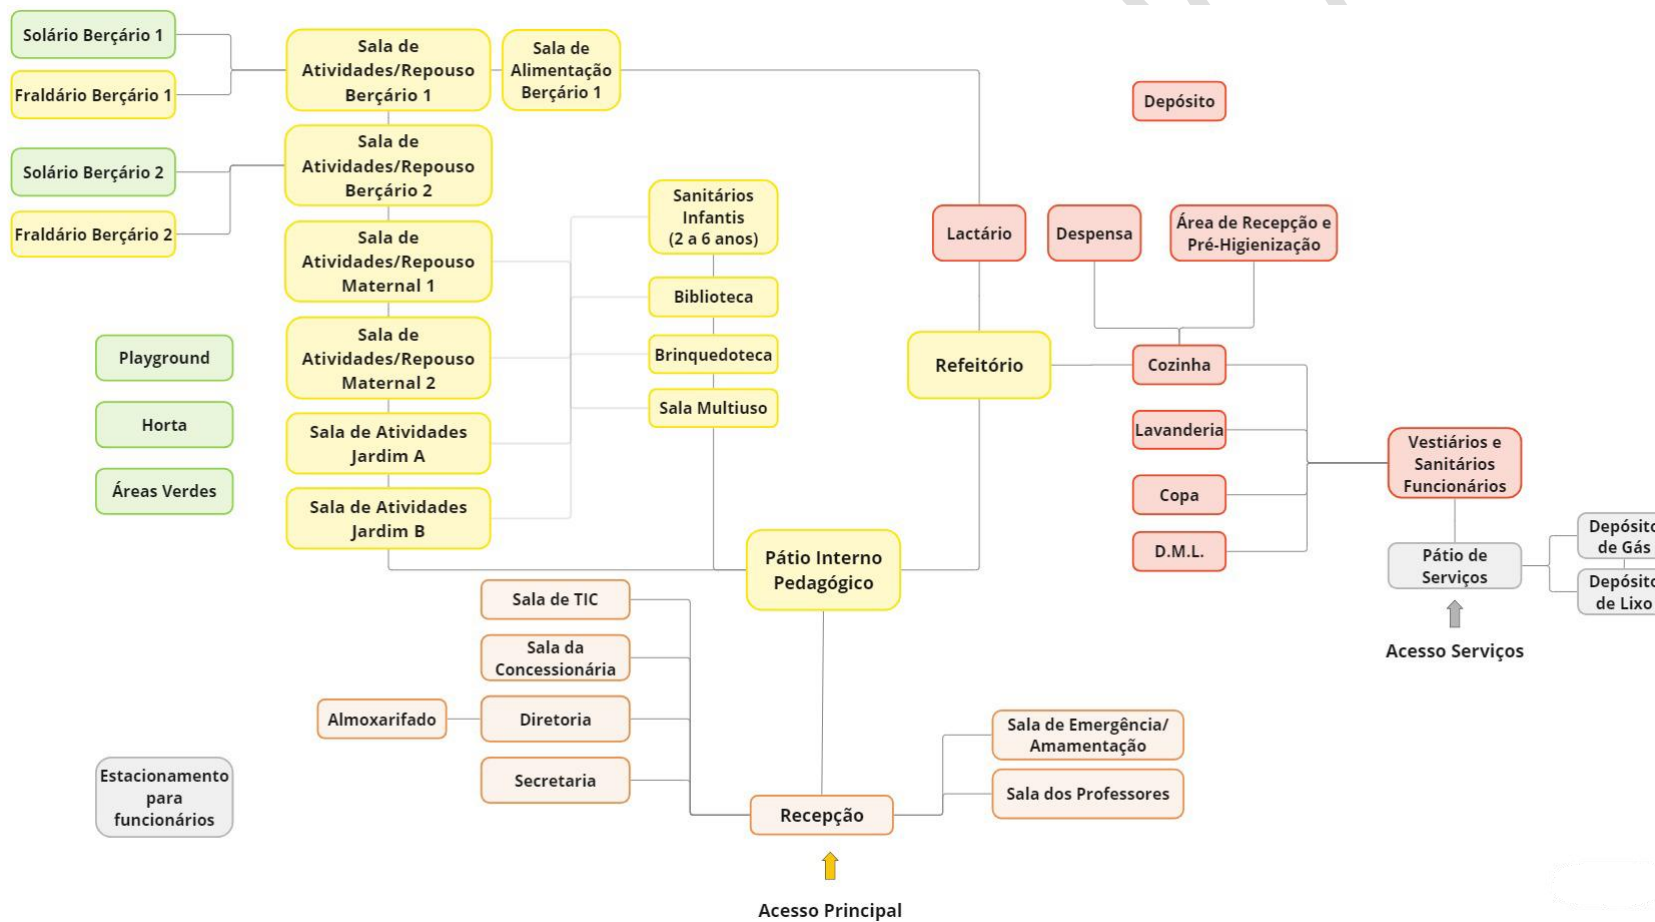 Solário Berçário 1
Fraldário Berçário 1
Solário Berçário 2
Fraldário Berçário 2
Sala de
Atividades/Repouso
Berçário 1
Sala de
Alimentação
Berçário 1
Sala de
Atividades/Repouso
Berçário 2
Sala de
Atividades/Repouso
Maternal 1
Sala de
Atividades/Repouso
Maternal 2
Sala de Atividades
Jardim A
Sala de Atividades
Jardim B
Sanitários
Infantis
(2 a 6 anos)
Biblioteca
Brinquedoteca
Sala Multiuso
Playground
Horta
Áreas Verdes
Depósito
Lactário
Despensa
Área de Recepção e
Pré-Higienização
Refeitório
Cozinha
Lavanderia
Copa
D.M.L.
Vestiários e
Sanitários
Funcionários
Pátio de
Serviços
Depósito
de Gás
Depósito
de Lixo
Acesso Serviços
Pátio Interno
Pedagógico
Sala de TIC
Sala da
Concessionária
Almoxarifado
Diretoria
Secretaria
Estacionamento
para
funcionários
Sala de Emergência/
Amamentação
Sala dos Professores
Recepção
Acesso Principal